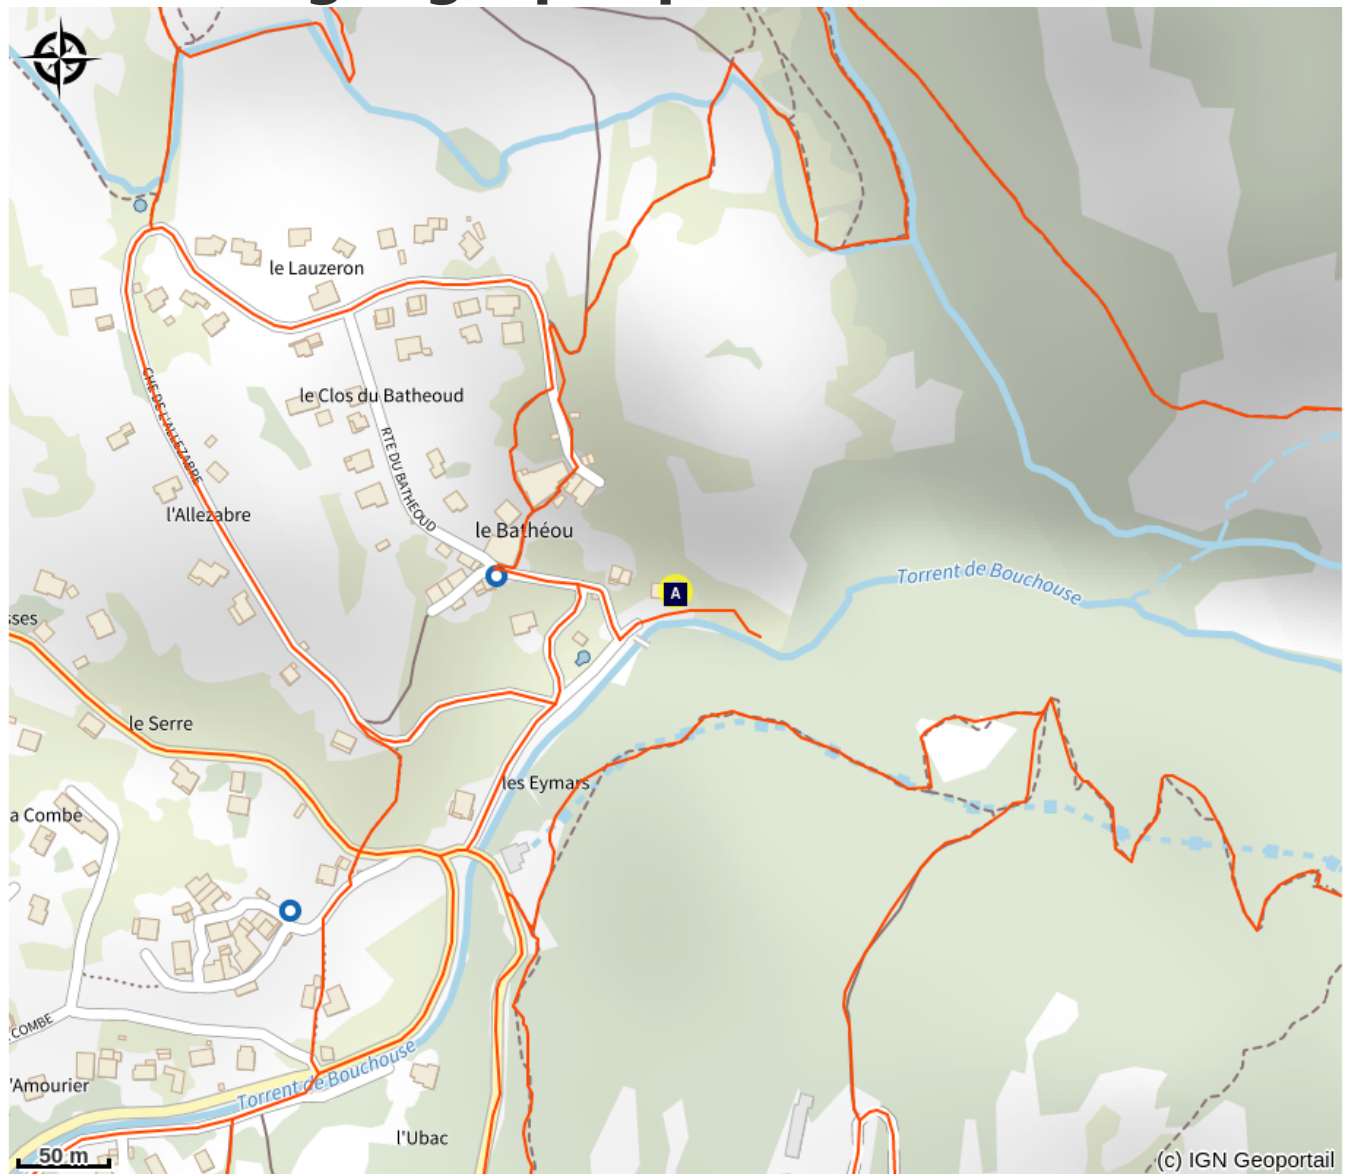 le Lauzeron
CHE DE L'ALLEZABRE
le Clos du Batheoud
RTE DU BATHEOUD
l'Allezabre
le Bathéou
Torrent de Bouchouse
A
sses
le Serre
les Eymars
a Combe
COMBE
'Amourier
Torrent de Bouchouse
l'Ubac
50 m
(c) IGN Geoportail